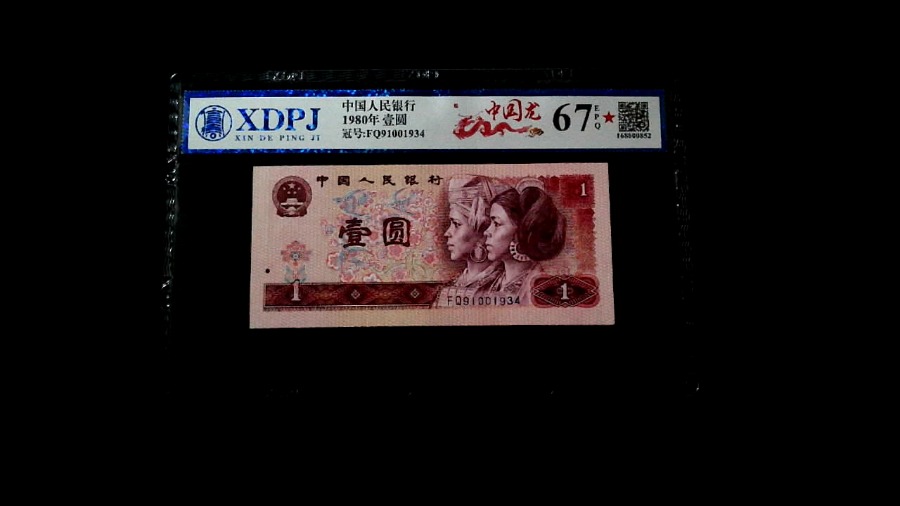 XDPJ
XIN DE PING JI
中国人民银行
1980年 壹圆
冠号:FQ91001934
中国龙
67
EPQ
168800852
中国人民银行
1
壹圆
1
FQ91001934
1